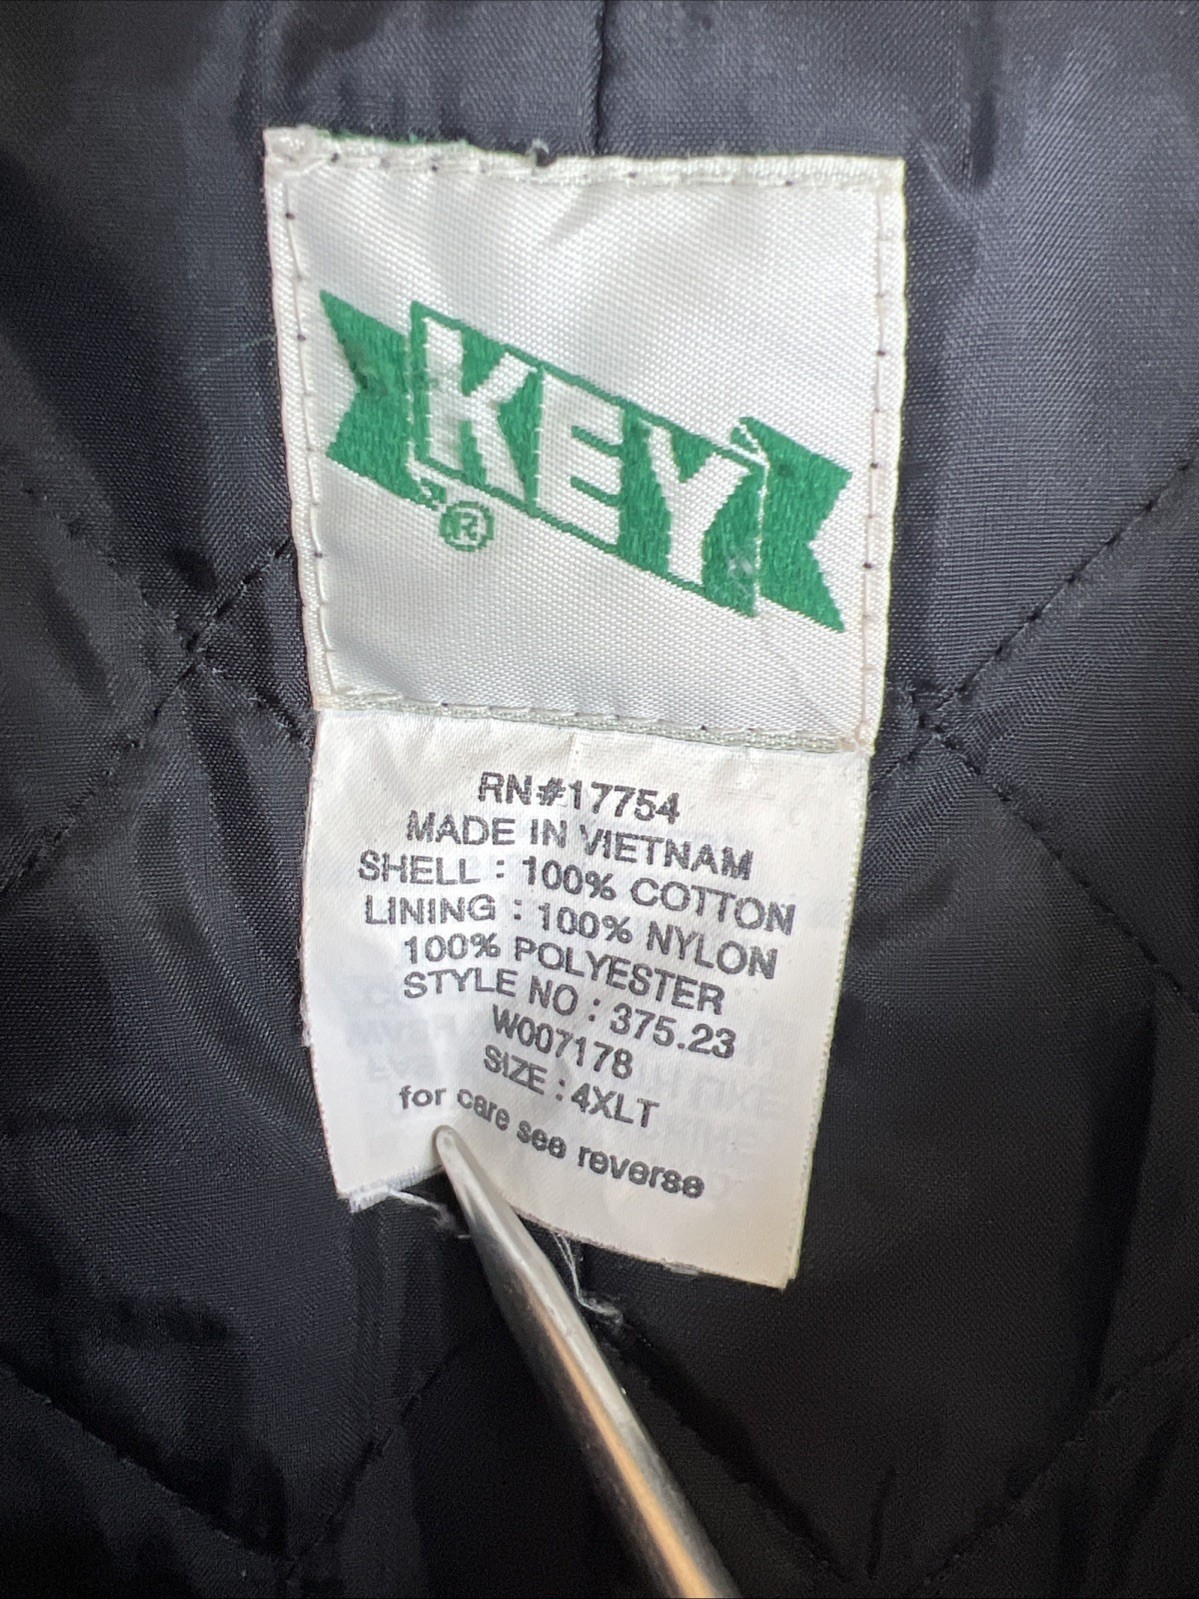 KEY
®
RN#17754
MADE IN VIETNAM
SHELL : 100% COTTON
LINING : 100% NYLON
100% POLYESTER
STYLE NO : 375.23
W007178
SIZE : 4XLT
for care see reverse